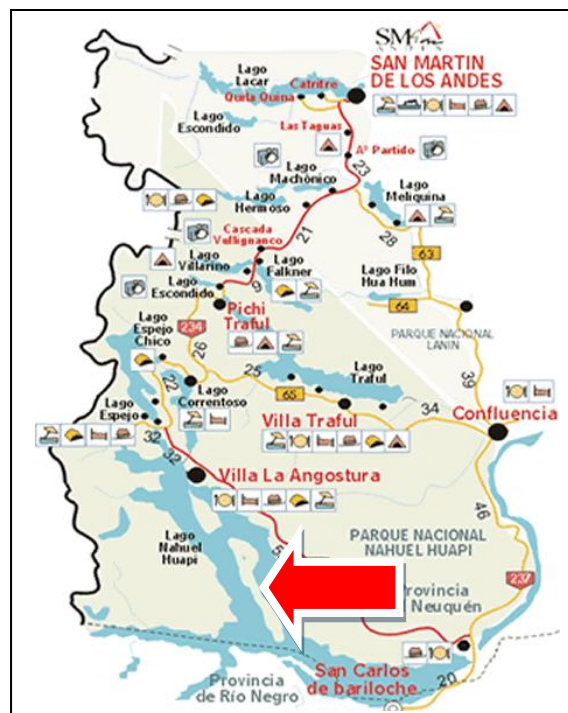 SM
ANDES
SAN MARTIN
DE LOS ANDES
Lago
Lacar
Catritre
Quila Quina
Lago
Escondido
Las Taguas
Aº Partido
23
Lago
Machónico
Lago
Meliquina
Lago
Hermoso
21
28
Cascada
Vullignanco
63
Lago
Villarino
Lago
Falkner
Lago Filo
Hua Hum
9
Lago
Escondido
64
Pichi
Traful
PARQUE NACIONAL
LANIN
Lago
Espejo
Chico
234
26
39
25
Lago
Traful
22
Lago
Correntoso
65
34
Confluencia
Lago
Espejo
Villa Traful
32
32
Villa La Angostura
46
Lago
Nahuel
Huapi
PARQUE NACIONAL
NAHUEL HUAPI
5
237
Provincia
Neuquén
San Carlos
de bariloche
20
Provincia
de Río Negro